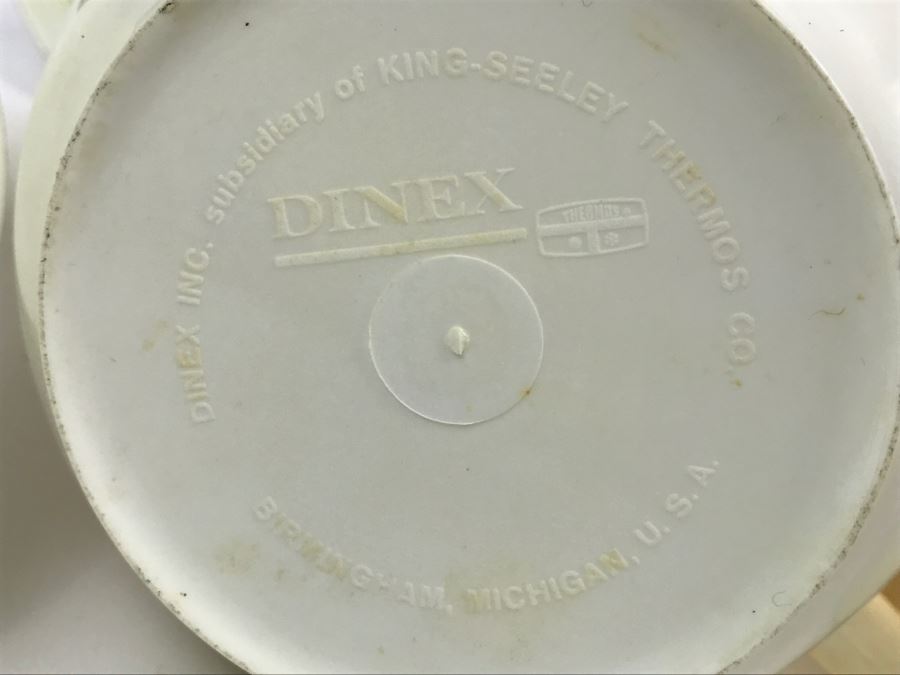 DINEX INC. subsidiary of KING-SEELEY THERMOS CO.
DINEX
THERMOS
BIRMINGHAM, MICHIGAN, U.S.A.